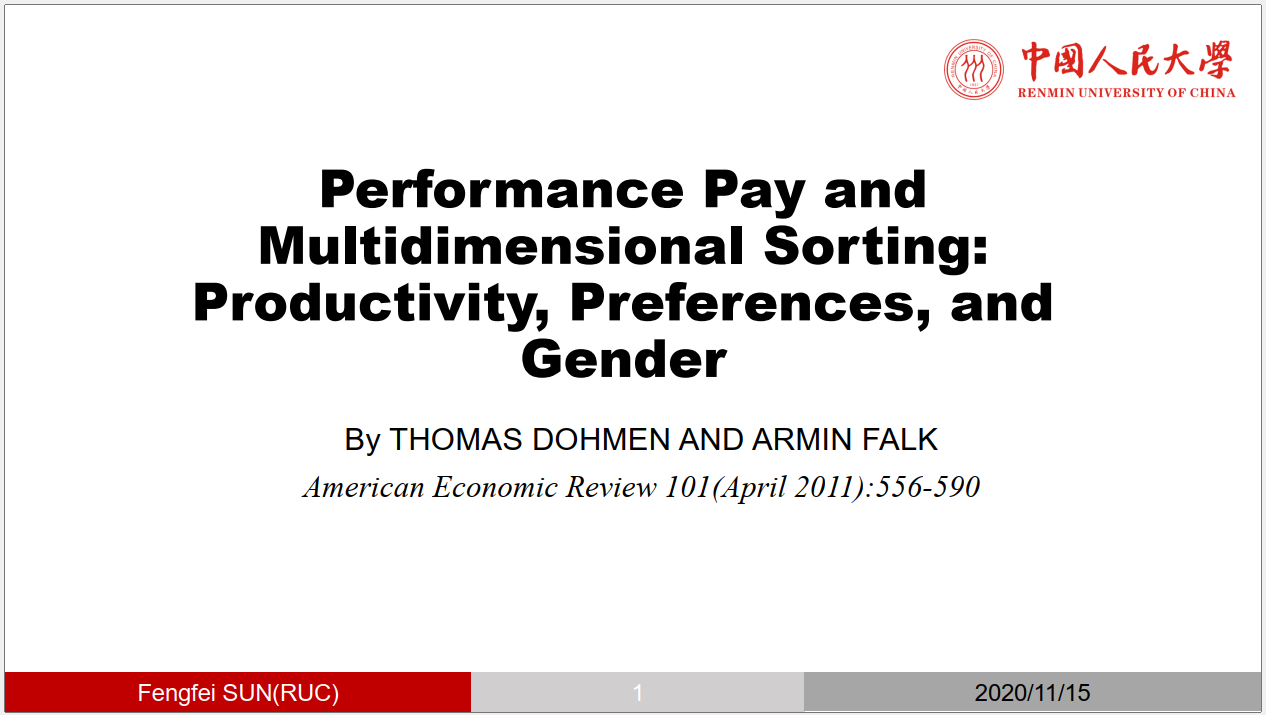 中國人民大學
RENMIN UNIVERSITY OF CHINA
Performance Pay and
Multidimensional Sorting:
Productivity, Preferences, and
Gender
By THOMAS DOHMEN AND ARMIN FALK
American Economic Review 101(April 2011):556-590
Fengfei SUN(RUC)
1
2020/11/15